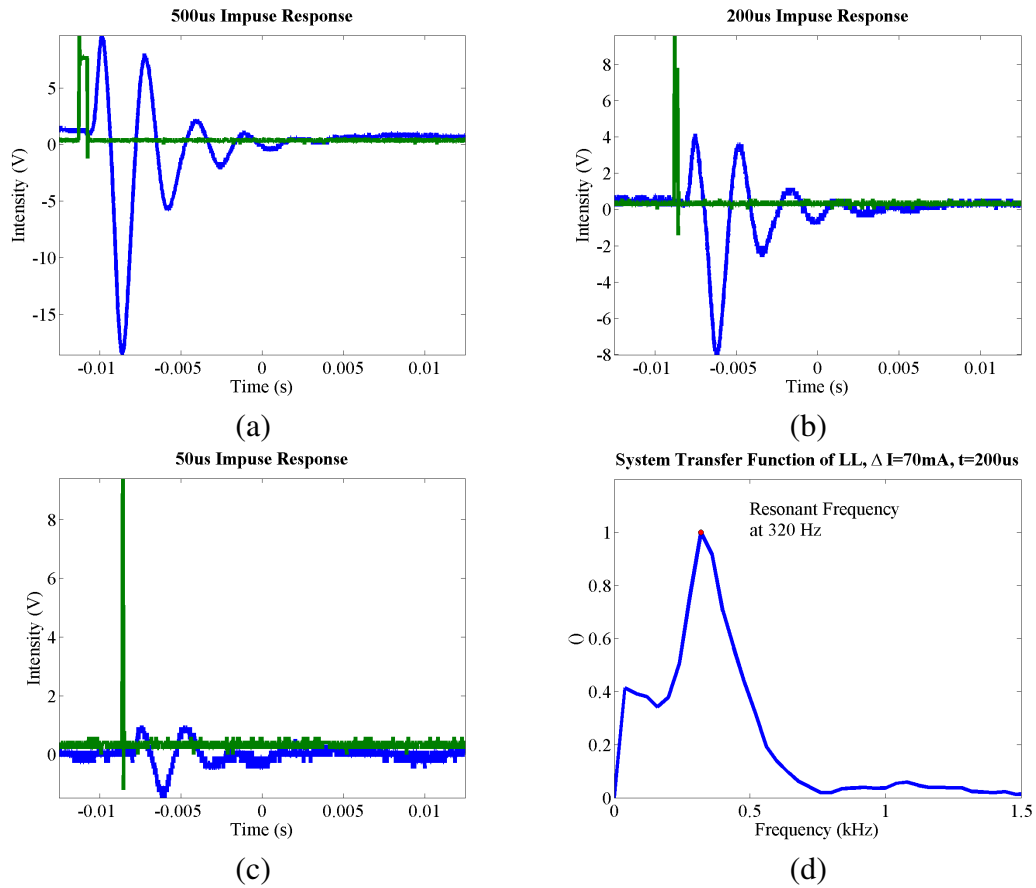 500us Impuse Response
5
0
-5
-10
-15
Intensity (V)
-0.01 -0.005 0 0.005 0.01
Time (s)
(a)
200us Impuse Response
8
6
4
2
0
-2
-4
-6
-8
Intensity (V)
-0.01 -0.005 0 0.005 0.01
Time (s)
(b)
50us Impuse Response
8
6
4
2
0
Intensity (V)
-0.01 -0.005 0 0.005 0.01
Time (s)
(c)
System Transfer Function of LL, Δ I=70mA, t=200us
Resonant Frequency
at 320 Hz
1
0.8
0.6
0.4
0.2
0
()
0 0.5 1 1.5
Frequency (kHz)
(d)